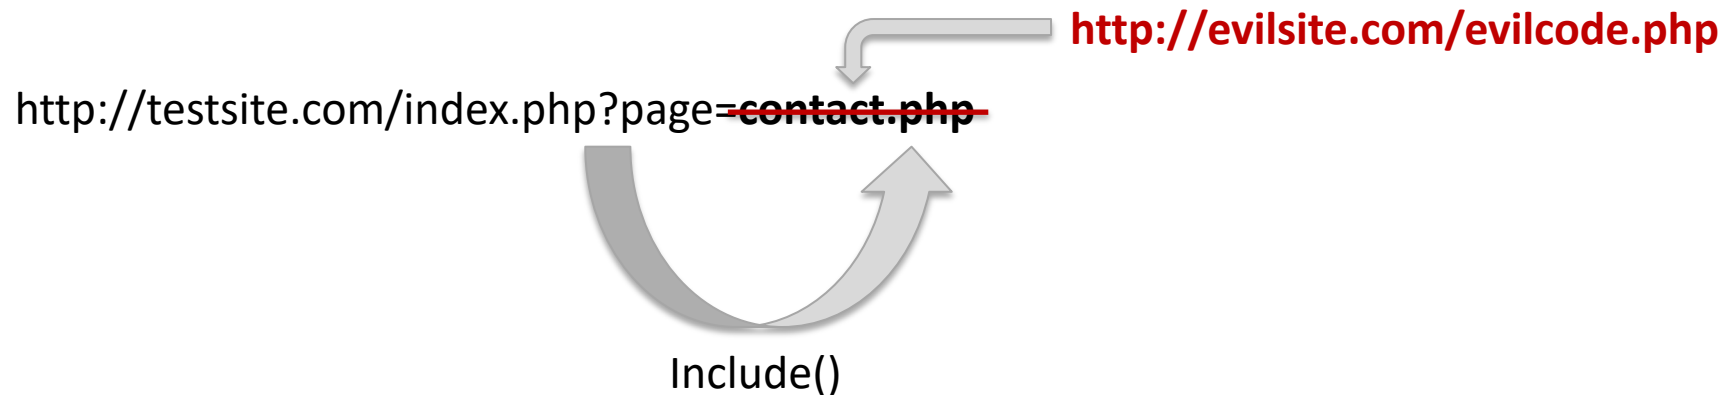 http://evilsite.com/evilcode.php
http://testsite.com/index.php?page=contact.php
Include()